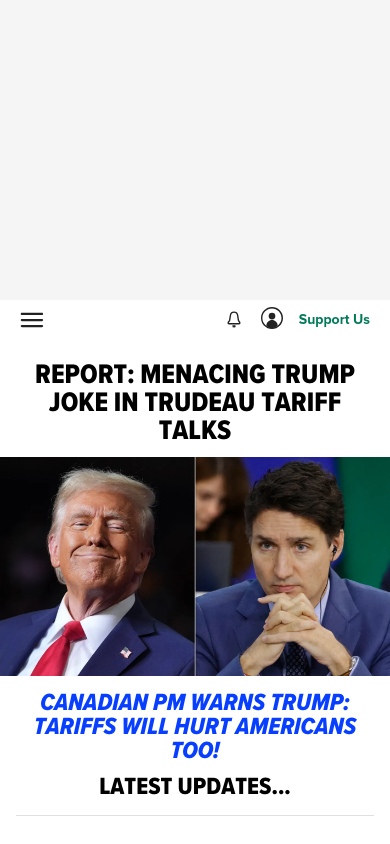 Support Us
REPORT: MENACING TRUMP
JOKE IN TRUDEAU TARIFF
TALKS
CANADIAN PM WARNS TRUMP:
TARIFFS WILL HURT AMERICANS
TOO!
LATEST UPDATES...